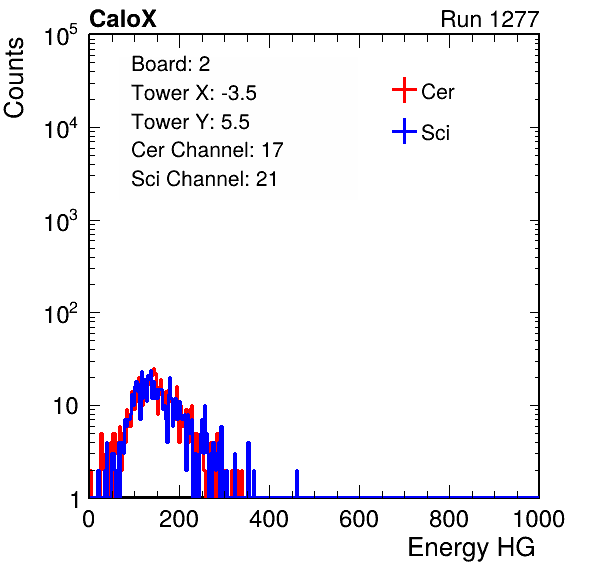 CaloX Run 1277
Counts
Board: 2
Tower X: -3.5
Tower Y: 5.5
Cer Channel: 17
Sci Channel: 21
Cer
Sci
10^5
10^4
10^3
10^2
10
1
0 200 400 600 800 1000
Energy HG